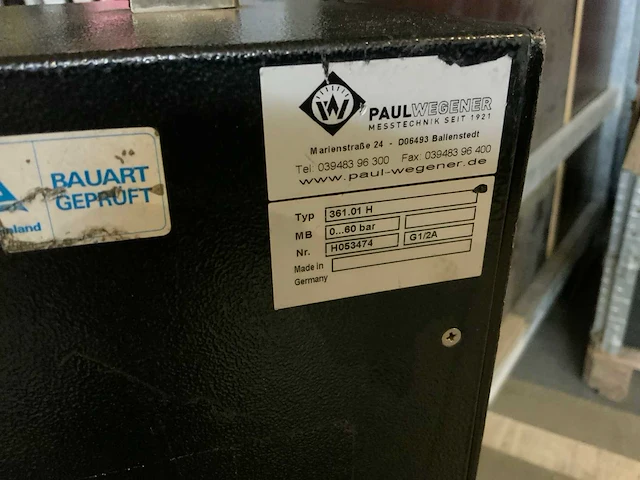 W
PAULWEGENER
MESSTECHNIK SEIT 1921
Marienstraße 24 - D06493 Ballenstedt
Tel: 039483 96 300 Fax: 039483 96 400
www.paul-wegener.de
Typ 361.01 H
MB 0...60 bar
Nr. H053474 G1/2A
Made in
Germany
BAUART
GEPRÜFT